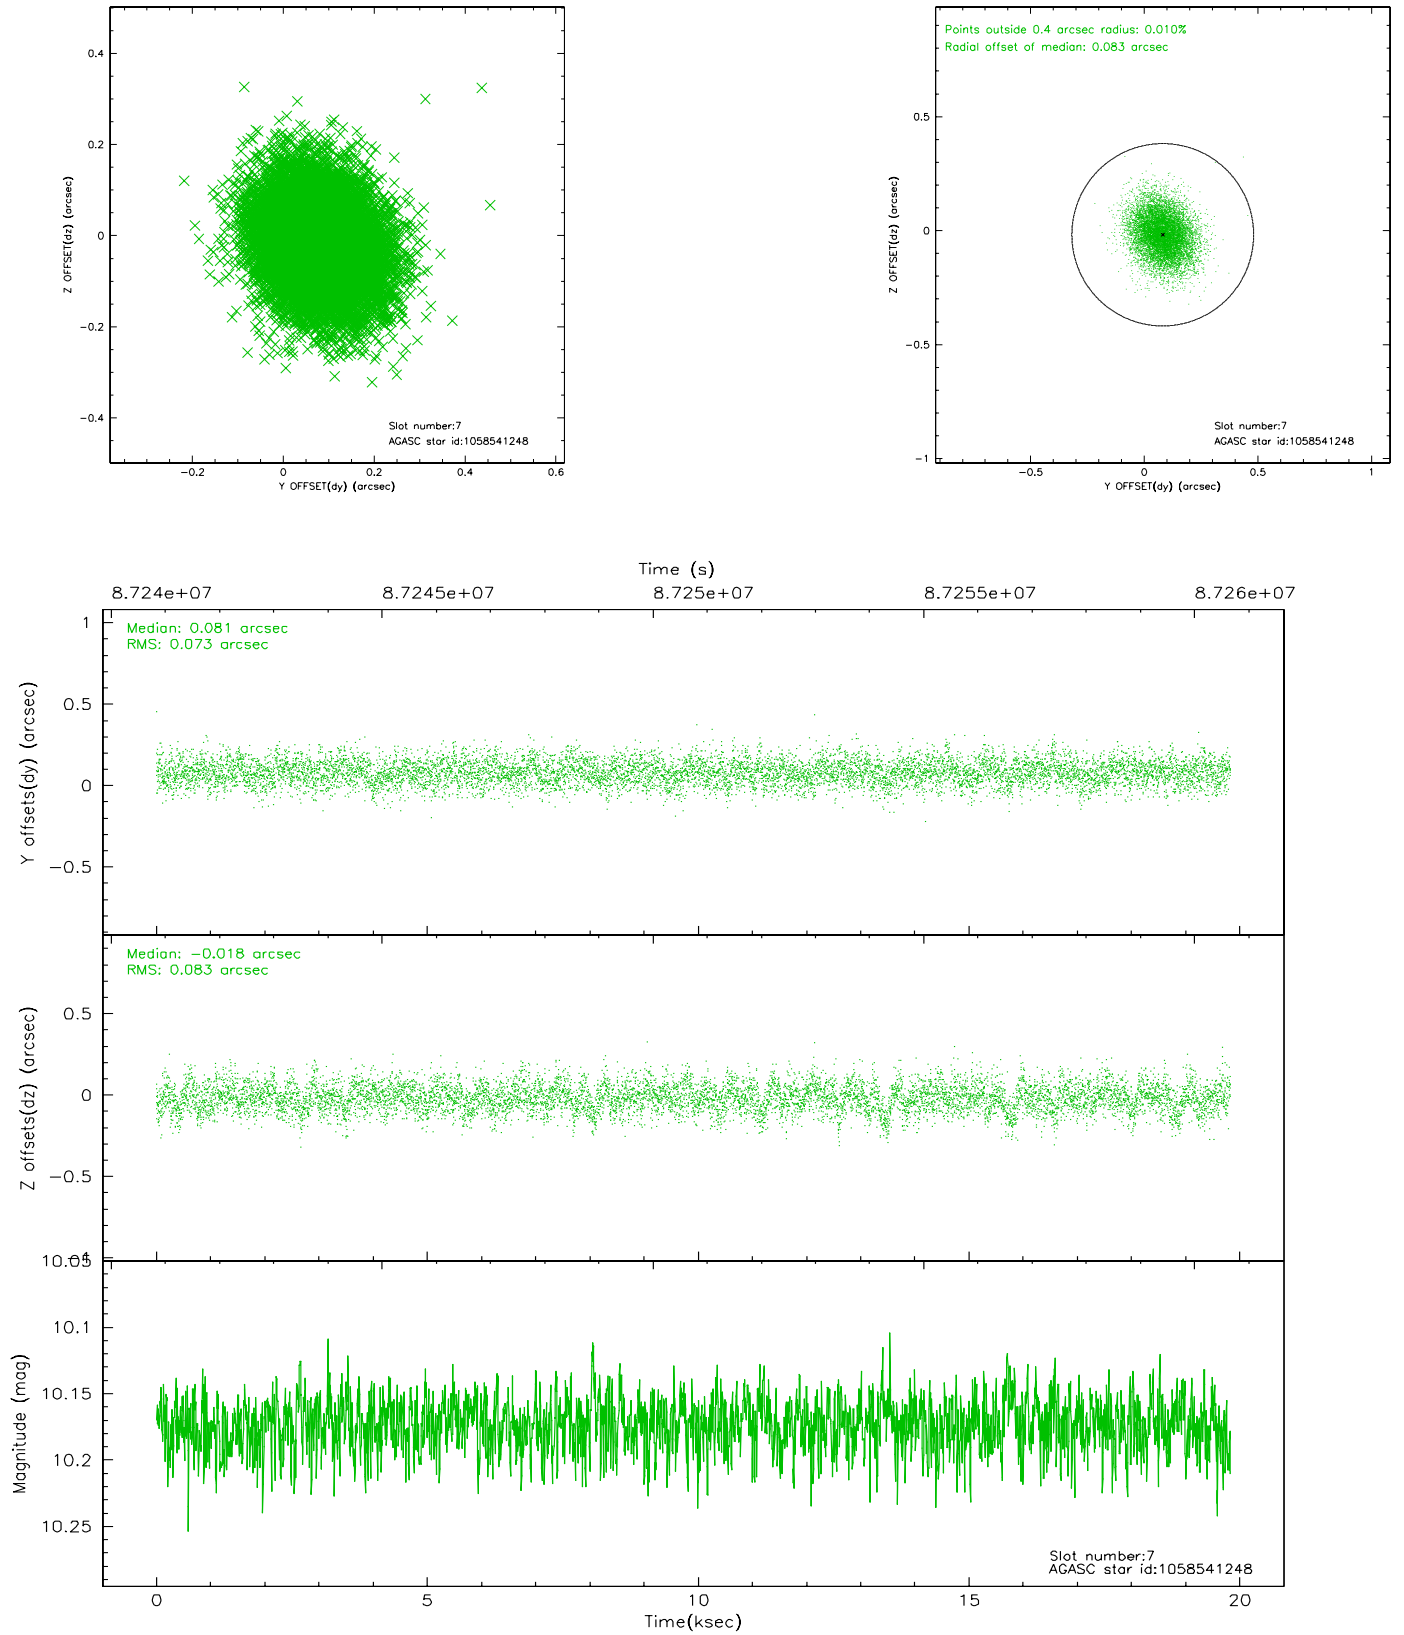 0.4
0.2
0
−0.2
−0.4
Z OFFSET(dz) (arcsec)
Slot number:7
AGASC star id:1058541248
−0.2
0
0.2
0.4
0.6
Y OFFSET(dy) (arcsec)
Points outside 0.4 arcsec radius: 0.010%
Radial offset of median: 0.083 arcsec
0.5
0
−0.5
−1
Z OFFSET(dz) (arcsec)
Slot number:7
AGASC star id:1058541248
−0.5
0
0.5
1
Y OFFSET(dy) (arcsec)
Time (s)
8.724e+07
8.7245e+07
8.725e+07
8.7255e+07
8.726e+07
Median: 0.081 arcsec
RMS: 0.073 arcsec
1
0.5
0
−0.5
Y offsets(dy) (arcsec)
Median: −0.018 arcsec
RMS: 0.083 arcsec
0.5
0
−0.5
Z offsets(dz) (arcsec)
10.05
10.1
10.15
10.2
10.25
Magnitude (mag)
Slot number:7
AGASC star id:1058541248
0
5
10
15
20
Time(ksec)